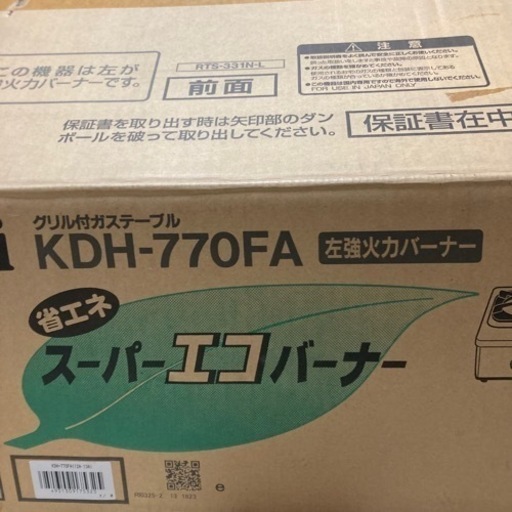 この機器は左が
火力バーナーです。
RTS-331N-L
前面
注意
FOR USE IN JAPAN ONLY
保証書を取り出す時は矢印部のダン
ボールを破って取り出してください。
保証書在中
グリル付ガステーブル
KDH-770FA
左強火力バーナー
省エネ
スーパーエコバーナー